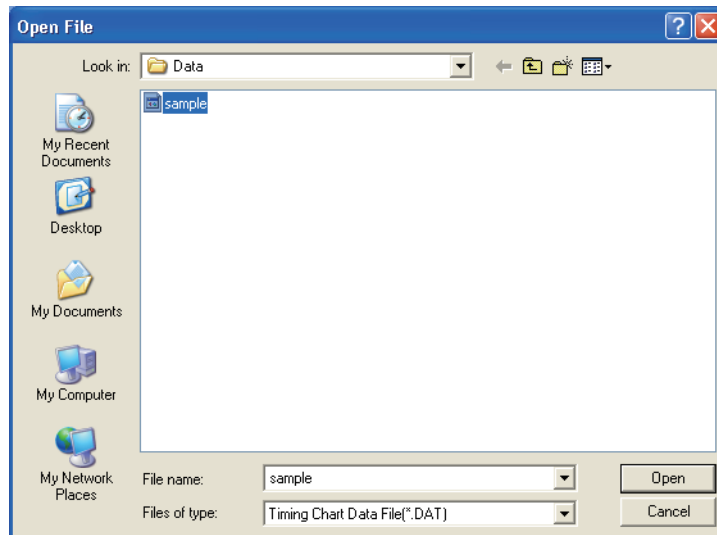 Open File
Look in: Data
sample
My Recent
Documents
Desktop
My Documents
My Computer
My Network
Places
File name: sample Open
Files of type: Timing Chart Data File(*.DAT) Cancel